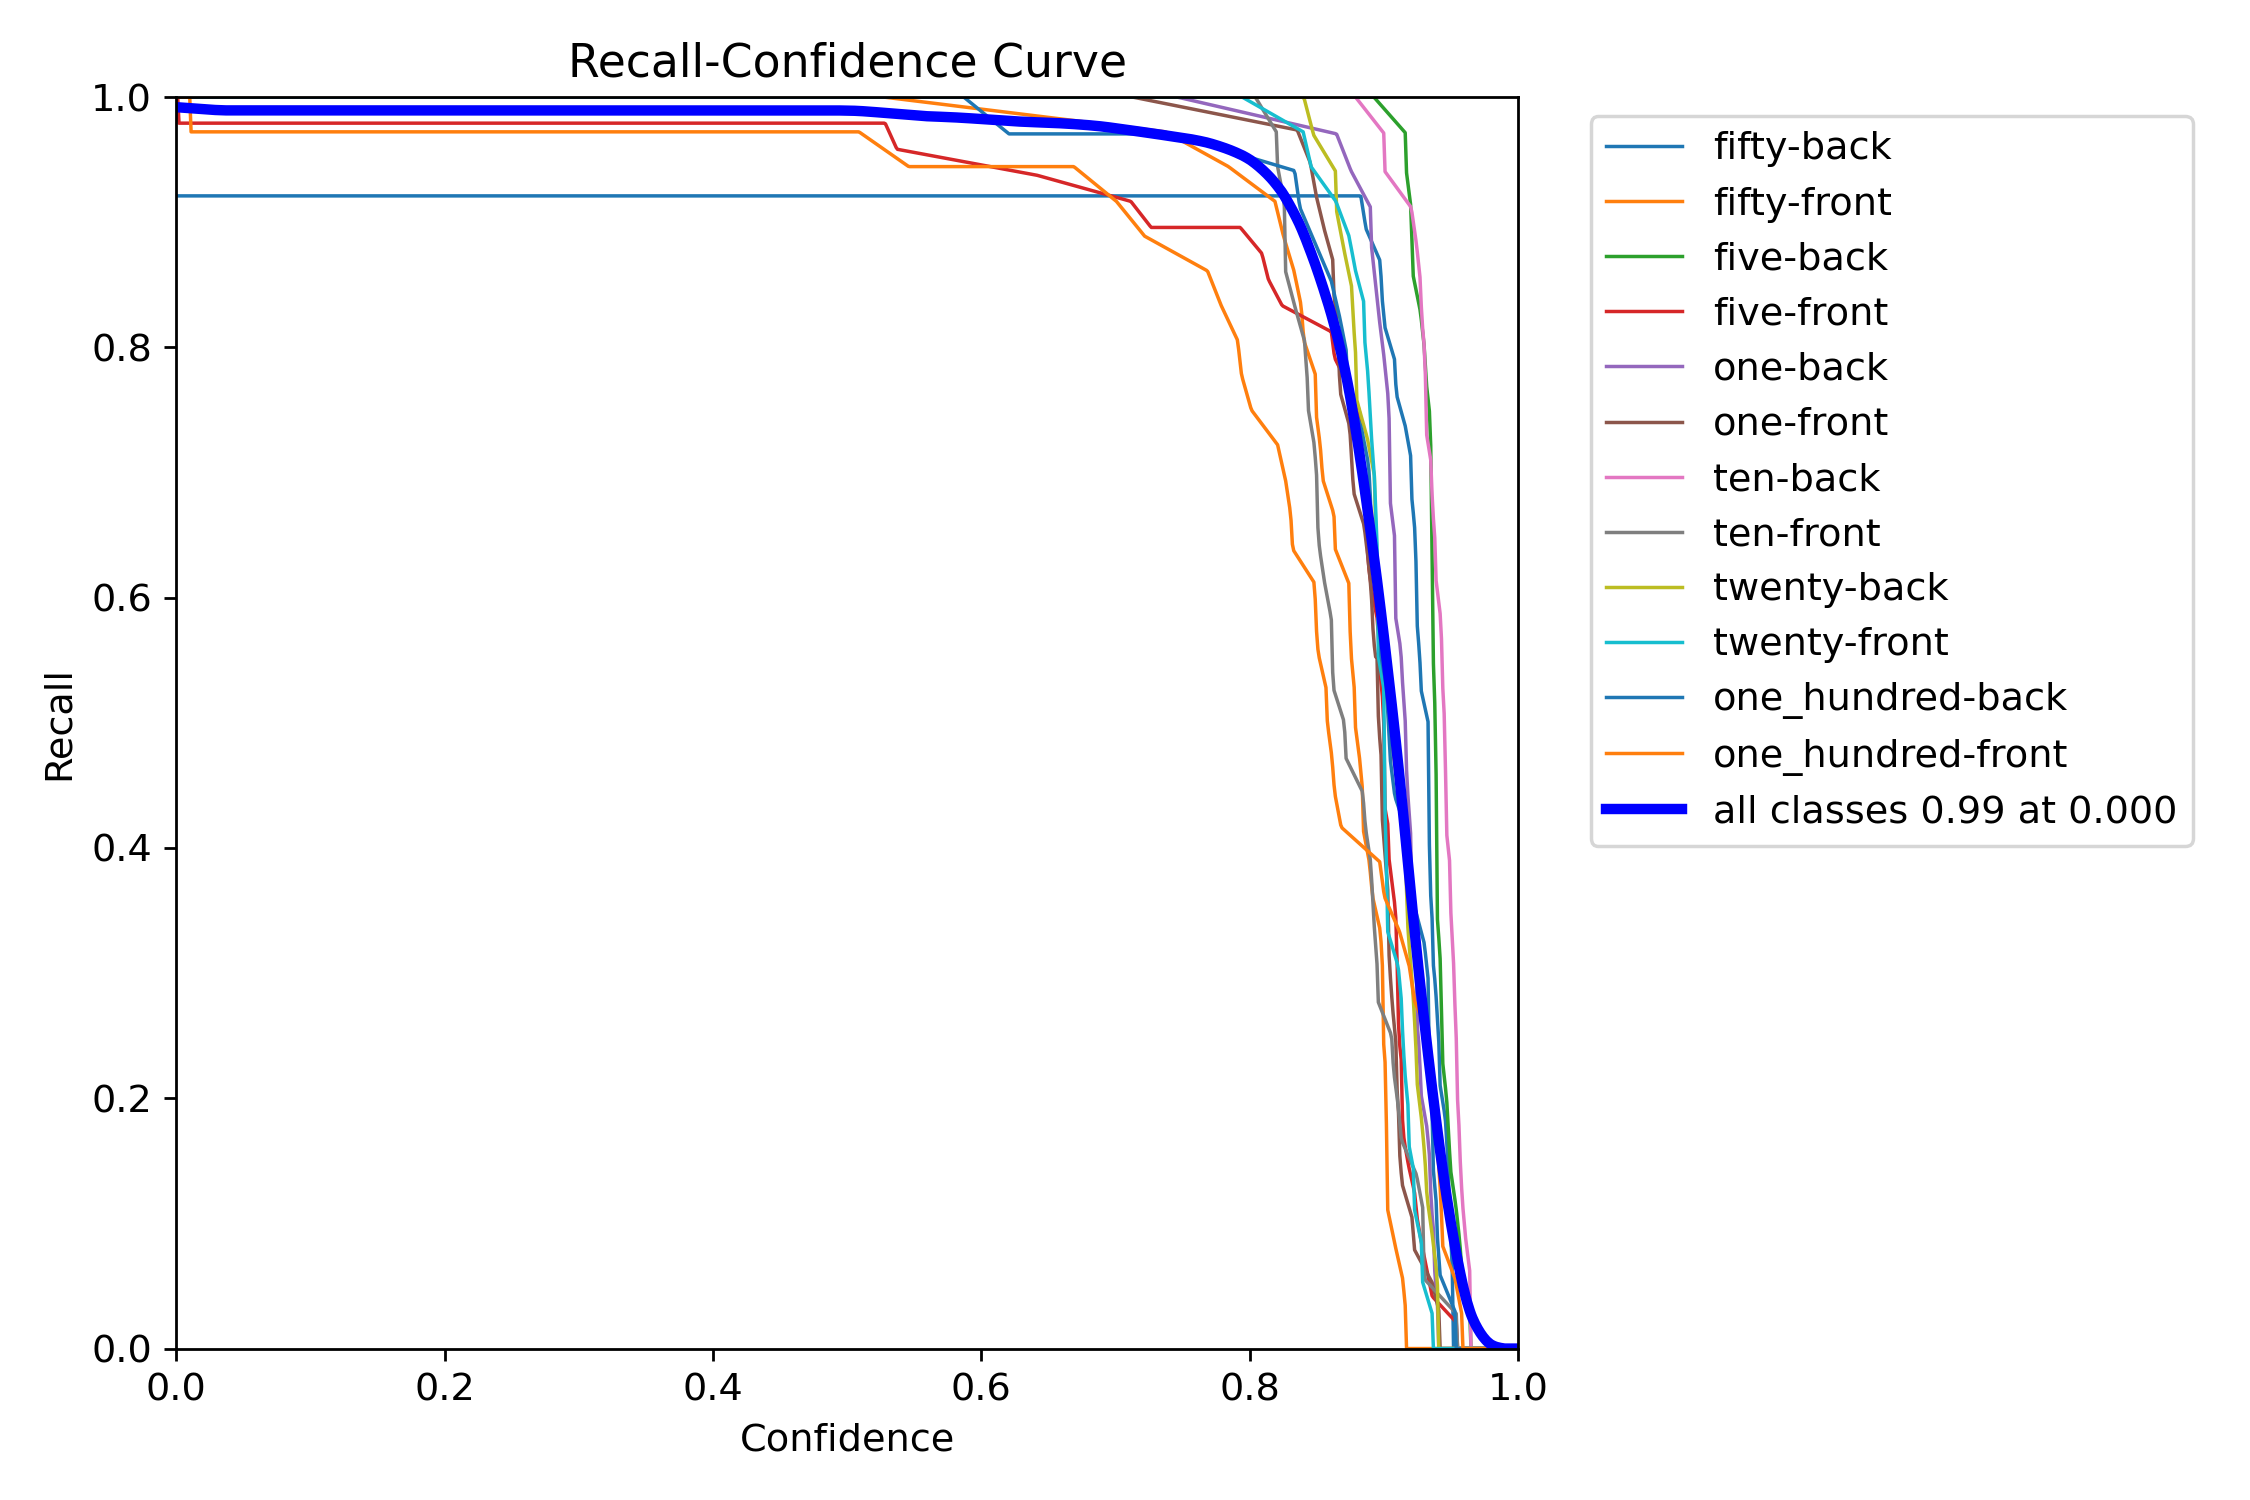 Recall-Confidence Curve
1.0
0.8
0.6
0.4
0.2
0.0
Recall
0.0 0.2 0.4 0.6 0.8 1.0
Confidence
fifty-back
fifty-front
five-back
five-front
one-back
one-front
ten-back
ten-front
twenty-back
twenty-front
one_hundred-back
one_hundred-front
all classes 0.99 at 0.000